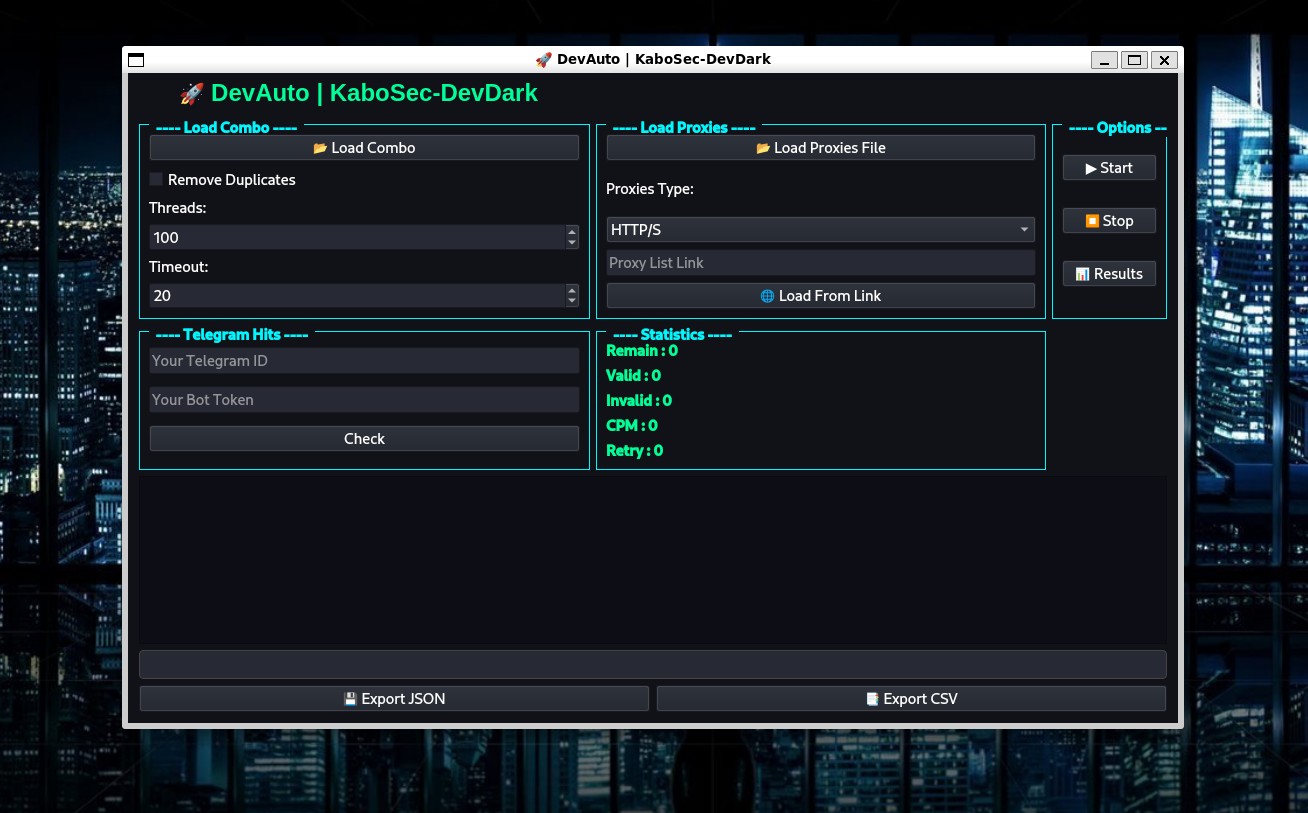 🚀 DevAuto | KaboSec-DevDark
🚀 DevAuto | KaboSec-DevDark
---- Load Combo ----
📂 Load Combo
Remove Duplicates
Threads:
100
Timeout:
20
---- Load Proxies ----
📂 Load Proxies File
Proxies Type:
HTTP/S
Proxy List Link
🌐 Load From Link
---- Options --
▶ Start
⏹ Stop
📊 Results
---- Telegram Hits ----
Your Telegram ID
Your Bot Token
Check
---- Statistics ----
Remain : 0
Valid : 0
Invalid : 0
CPM : 0
Retry : 0
💾 Export JSON
📑 Export CSV